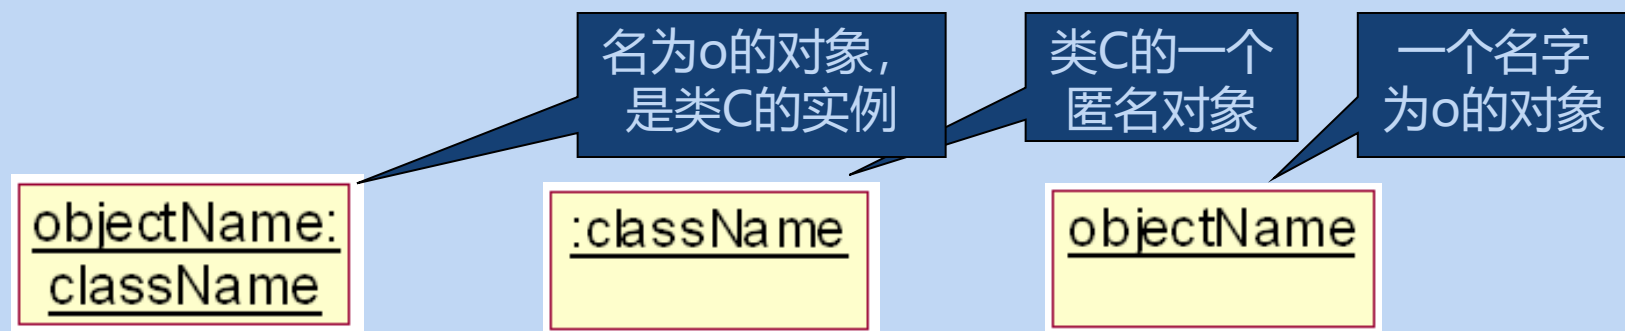 名为o的对象，
是类C的实例
类C的一个
匿名对象
一个名字
为o的对象
objectName:
className
:className
objectName